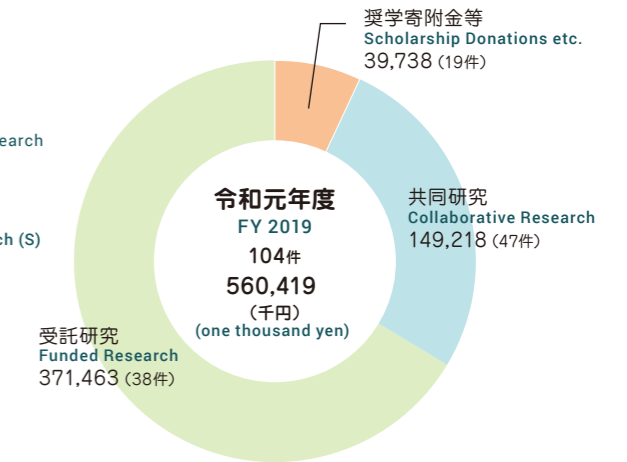 奨学寄附金等
Scholarship Donations etc.
39,738（19件）
earch
共同研究
Collaborative Research
149,218（47件）
令和元年度
FY 2019
104件
560,419
（千円）
(one thousand yen)
ch (S)
受託研究
Funded Research
371,463（38件）